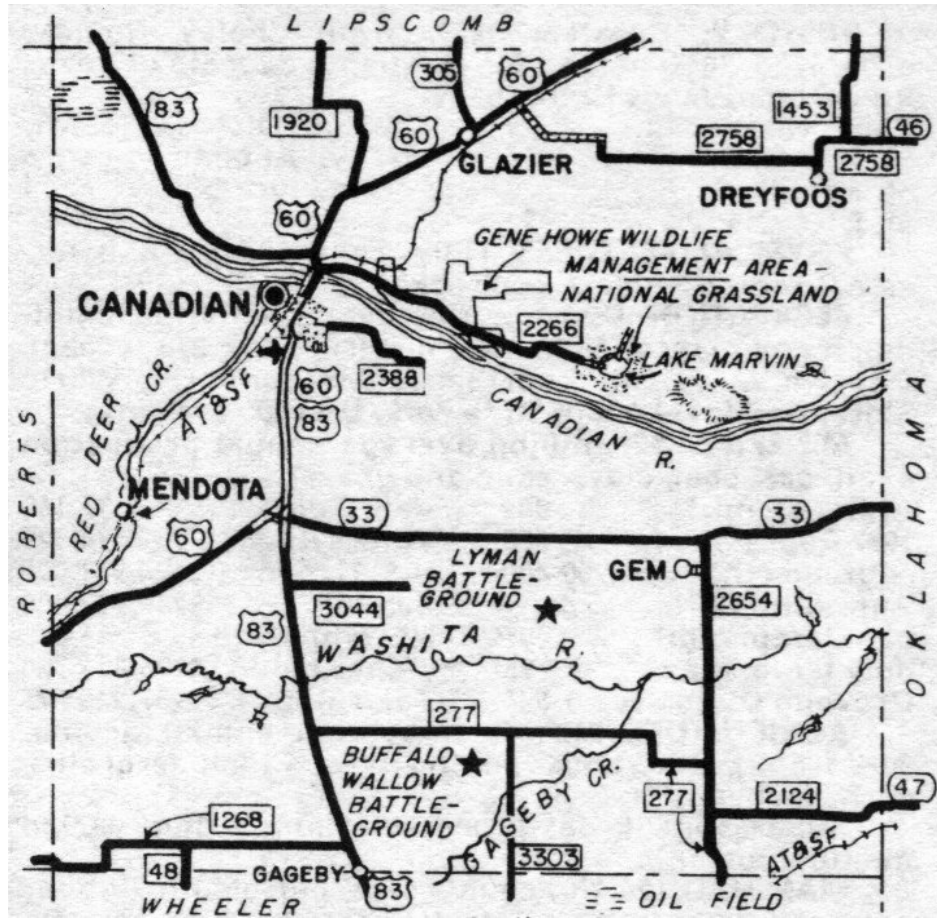 LIPSCOMB
83
1920
305
60
60
1453
46
2758
2758
GLAZIER
DREYFOOS
60
GENE HOWE WILDLIFE
MANAGEMENT AREA-
NATIONAL GRASSLAND
CANADIAN
2266
LAKE MARVIN
2388
60
83
AT&SF
RED DEER CR.
CANADIAN R.
ROBERTS
OKLAHOMA
MENDOTA
60
33
33
LYMAN
BATTLE-
GROUND
GEM
3044
2654
83
WASHITA R.
277
BUFFALO
WALLOW
BATTLE-
GROUND
GAGEBY CR.
277
2124
47
1268
48
GAGEBY
83
3303
AT&SF
WHEELER
OIL FIELD